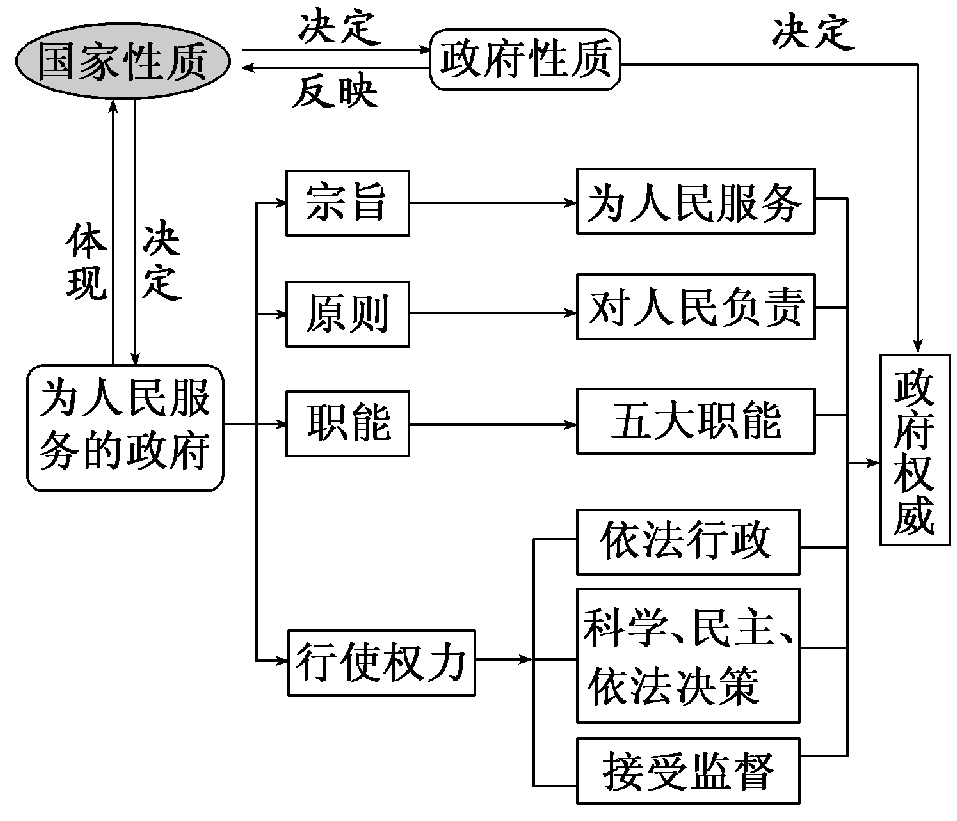 国家性质
决定
反映
政府性质
决定
体现
决定
为人民服
务的政府
宗旨
为人民服务
原则
对人民负责
职能
五大职能
行使权力
依法行政
科学、民主、
依法决策
接受监督
政府权威